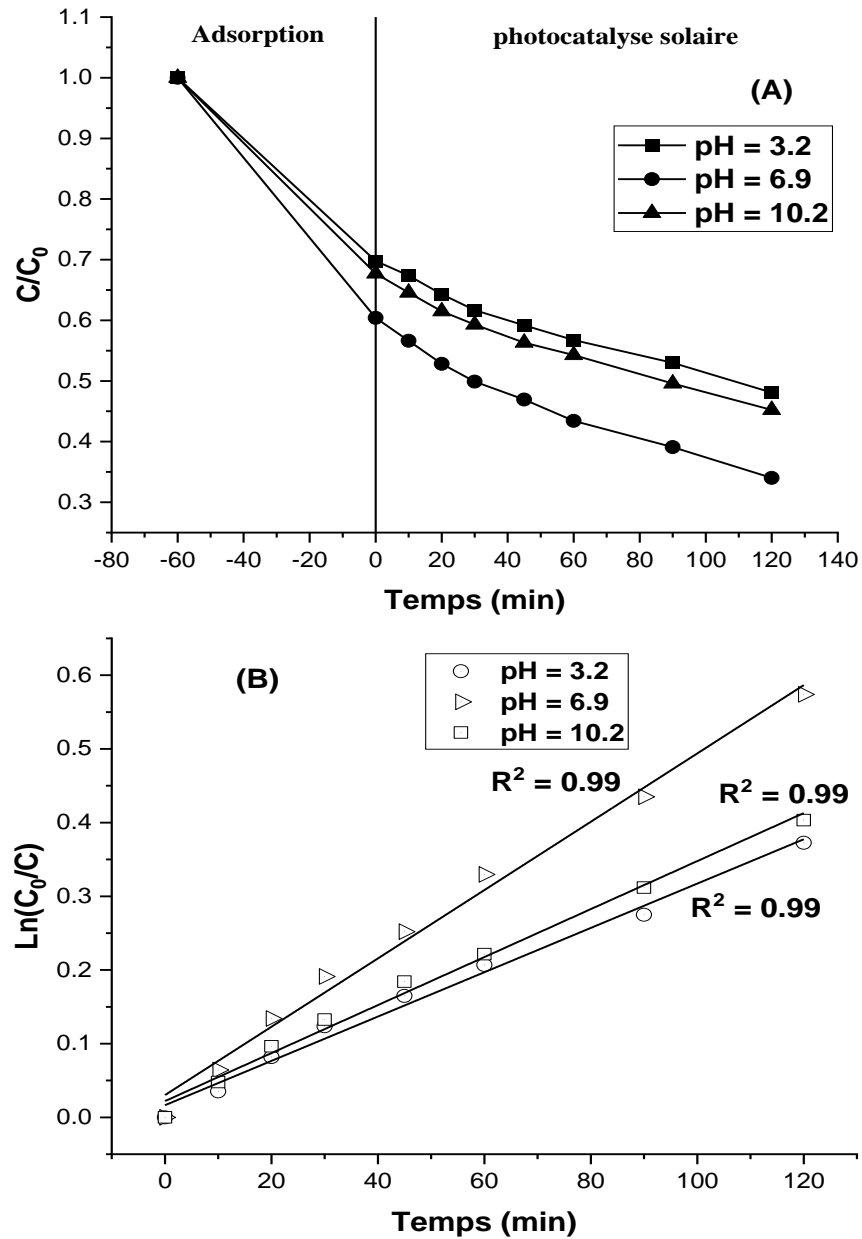 Adsorption photocatalyse solaire
(A)
pH = 3.2
pH = 6.9
pH = 10.2
C/C₀
1.1
1.0
0.9
0.8
0.7
0.6
0.5
0.4
0.3
-80 -60 -40 -20 0 20 40 60 80 100 120 140
Temps (min)
(B)
pH = 3.2
pH = 6.9
pH = 10.2
R² = 0.99
R² = 0.99
R² = 0.99
Ln(C₀/C)
0.6
0.5
0.4
0.3
0.2
0.1
0.0
0 20 40 60 80 100 120
Temps (min)